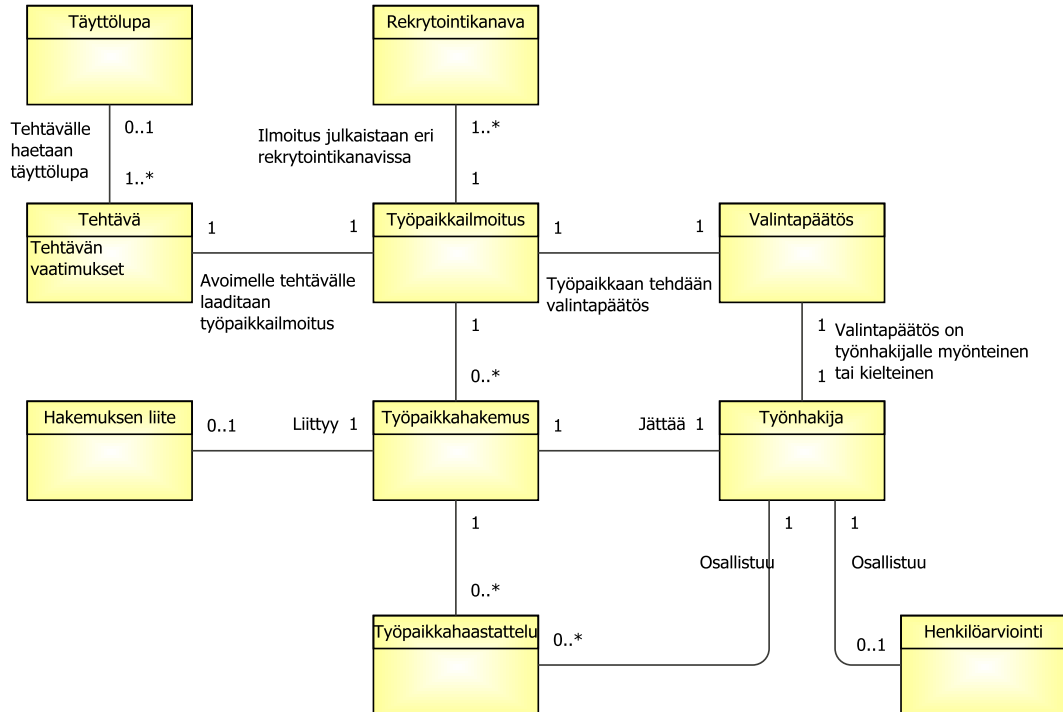 Täyttölupa
Rekrytointikanava
Tehtävälle
haetaan
täyttölupa
0..1
1..*
Ilmoitus julkaistaan eri
rekrytointikanavissa
1..*
1
Tehtävä
Tehtävän
vaatimukset
1
1
Avoimelle tehtävälle
laaditaan
työpaikkailmoitus
Työpaikkailmoitus
1
1
Työpaikkaan tehdään
valintapäätös
Valintapäätös
1
0..*
1
Valintapäätös on
työnhakijalle myönteinen
tai kielteinen
1
Hakemuksen liite
0..1
Liittyy
1
Työpaikkahakemus
1
Jättää
1
Työnhakija
1
0..*
1
Osallistuu
1
Osallistuu
Työpaikkahaastattelu
0..*
0..1
Henkilöarviointi